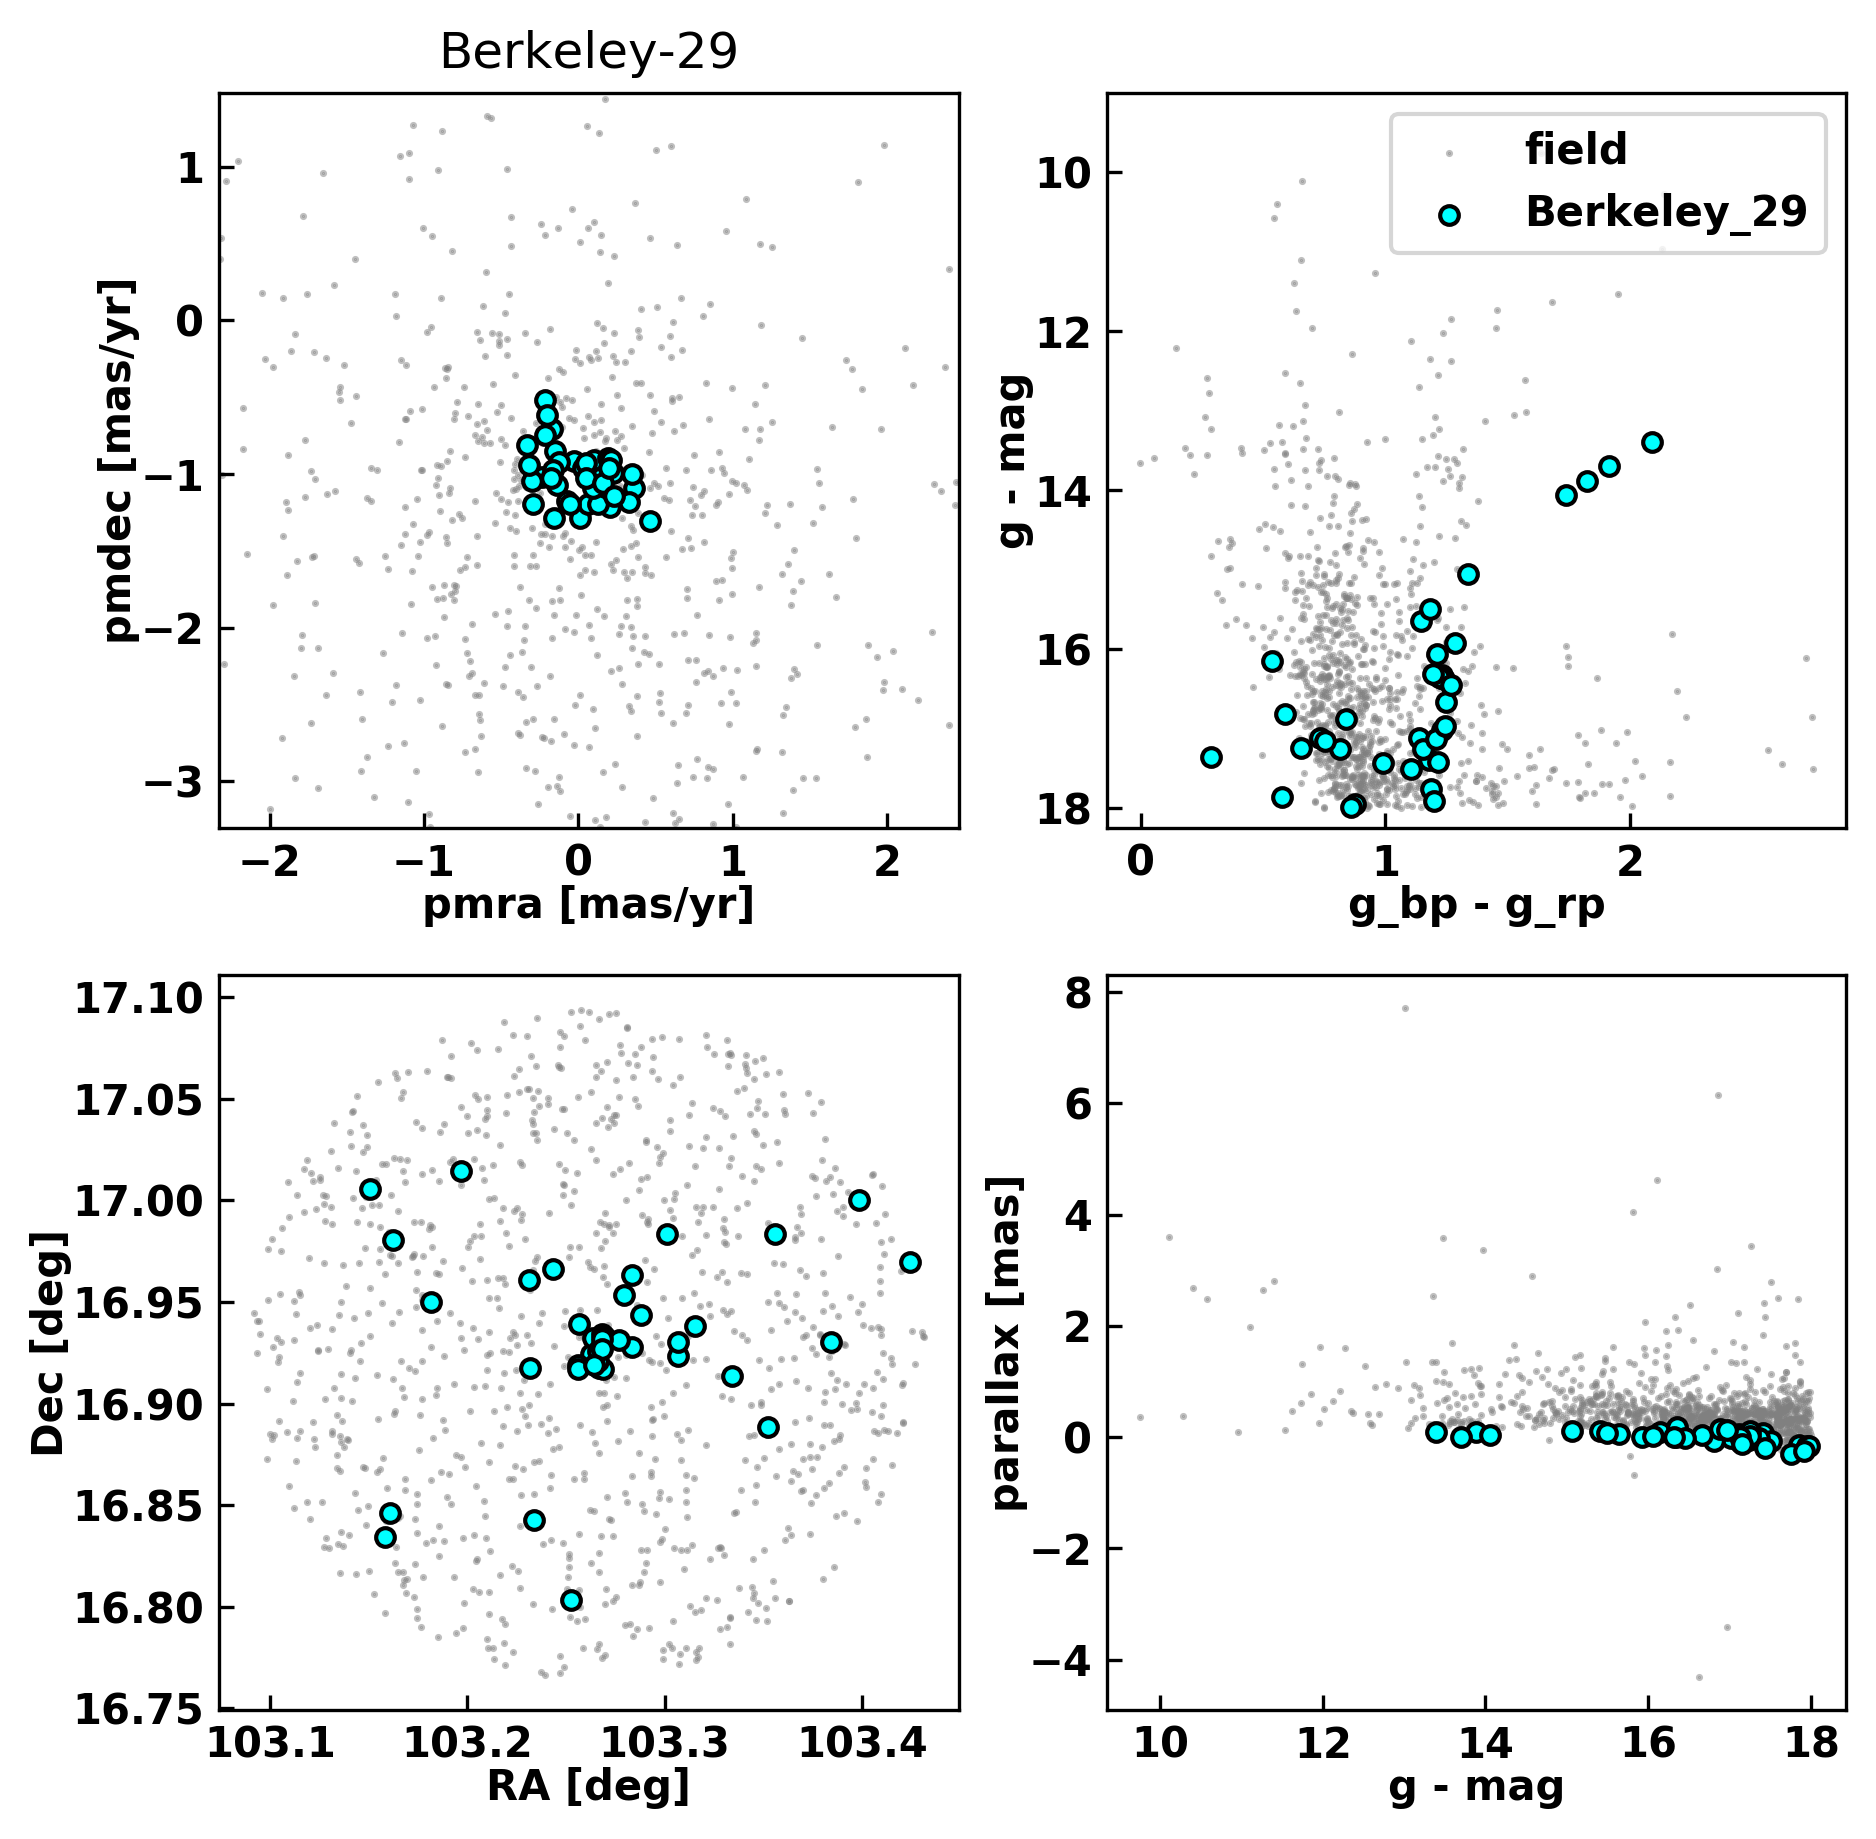 Berkeley-29
1
0
−1
−2
−3
pmdec [mas/yr]
−2 −1 0 1 2
pmra [mas/yr]
field
Berkeley_29
10
12
14
16
18
g - mag
0 1 2
g_bp - g_rp
17.10
17.05
17.00
16.95
16.90
16.85
16.80
16.75
Dec [deg]
103.1 103.2 103.3 103.4
RA [deg]
8
6
4
2
0
−2
−4
parallax [mas]
10 12 14 16 18
g - mag